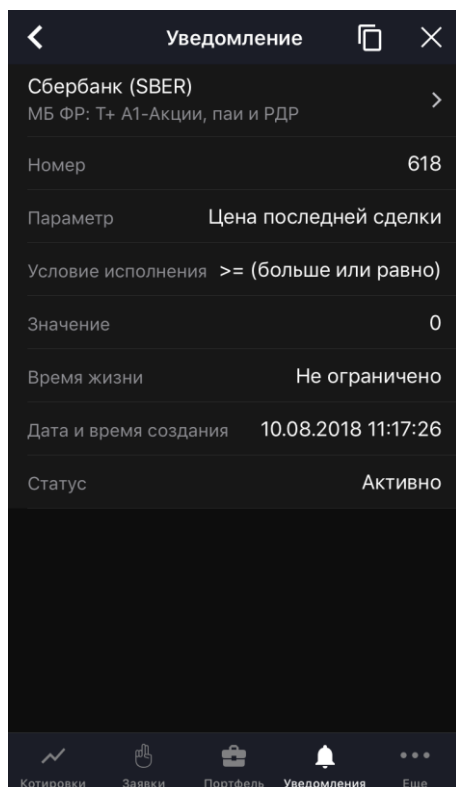 Уведомление
Сбербанк (SBER)
МБ ФР: Т+ А1-Акции, паи и РДР
Номер 618
Параметр Цена последней сделки
Условие исполнения >= (больше или равно)
Значение 0
Время жизни Не ограничено
Дата и время создания 10.08.2018 11:17:26
Статус Активно
Котировки Заявки Портфель Уведомления Еще